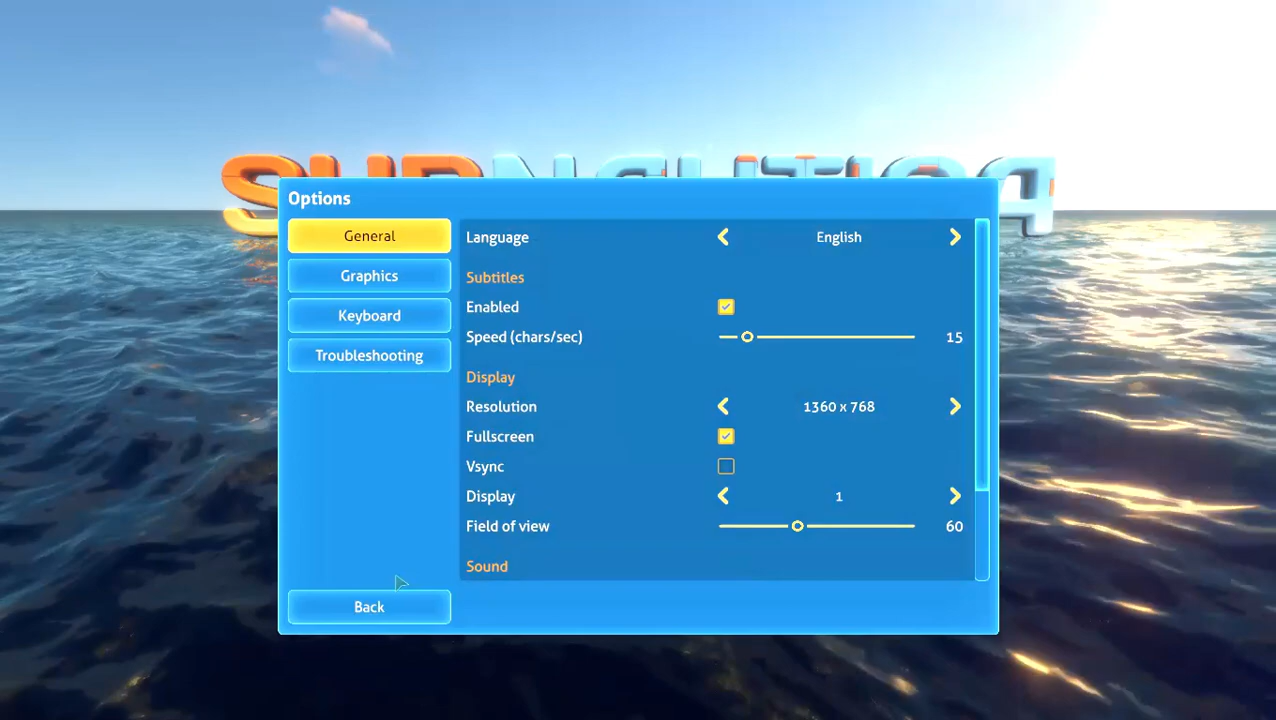 SUBNAUTICA
Options
General
Graphics
Keyboard
Troubleshooting
Back
Language English
Subtitles
Enabled
Speed (chars/sec) 15
Display
Resolution 1360 x 768
Fullscreen
Vsync
Display 1
Field of view 60
Sound